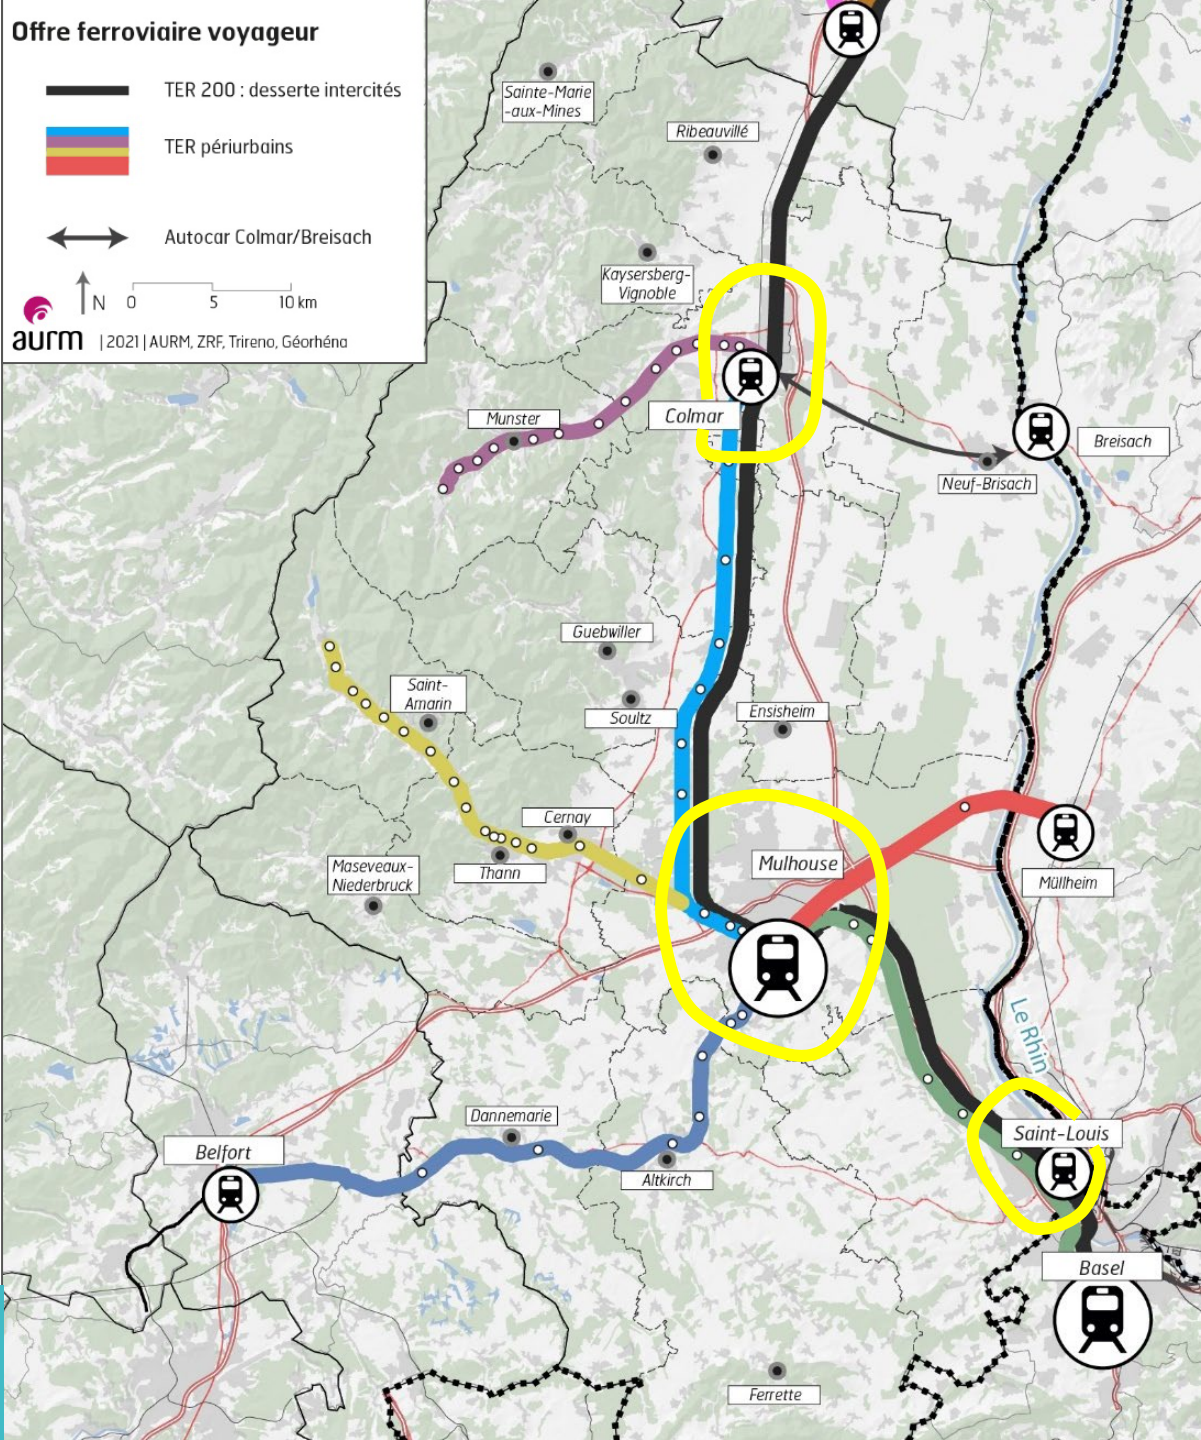 Offre ferroviaire voyageur
TER 200 : desserte intercités
TER périurbains
Autocar Colmar/Breisach
N
0 5 10 km
aurm | 2021 | AURM, ZRF, Trireno, Géorhéna
Sainte-Marie
-aux-Mines
Ribeauvillé
Kaysersberg-
Vignoble
Munster
Colmar
Breisach
Neuf-Brisach
Guebwiller
Saint-
Amarin
Soultz
Ensisheim
Cernay
Thann
Maseveaux-
Niederbruck
Mulhouse
Müllheim
Le Rhin
Dannemarie
Saint-Louis
Belfort
Altkirch
Basel
Ferrette